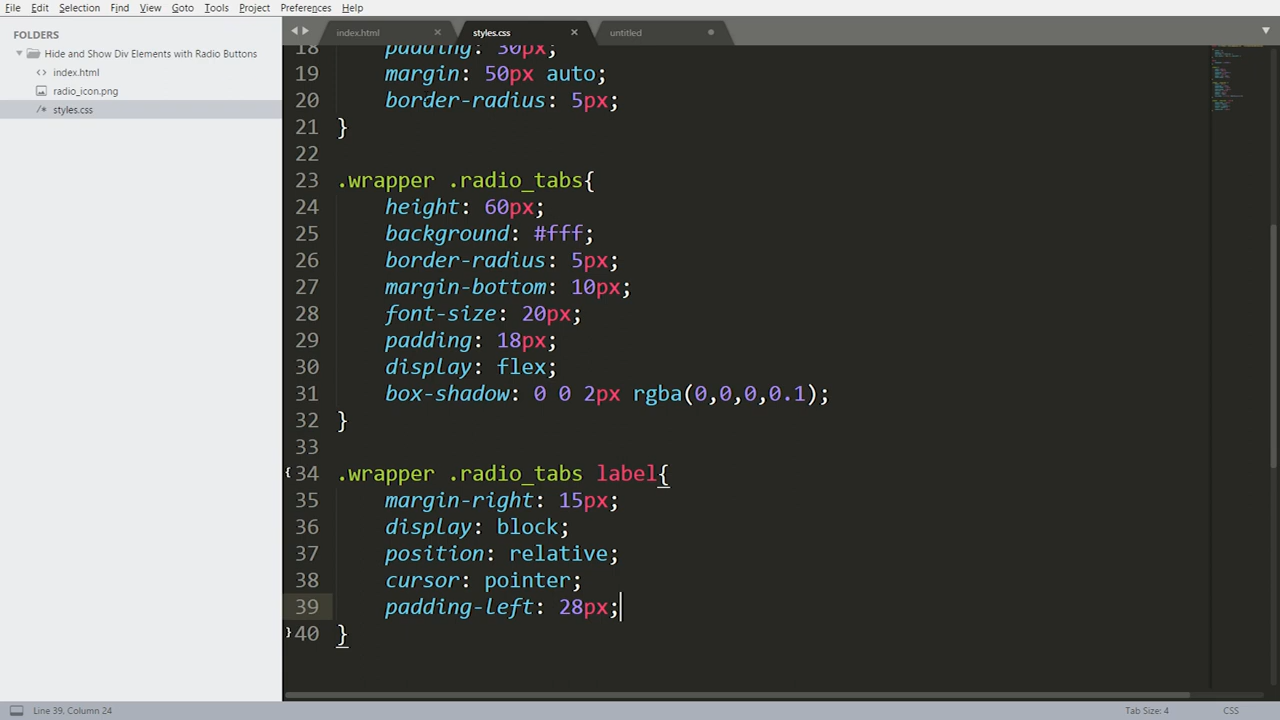 File Edit Selection Find View Goto Tools Project Preferences Help
FOLDERS
Hide and Show Div Elements with Radio Buttons
<> index.html
radio_icon.png
/* styles.css
index.html × styles.css × untitled
18 padding: 30px;
19 margin: 50px auto;
20 border-radius: 5px;
21 }
22
23 .wrapper .radio_tabs{
24 height: 60px;
25 background: #fff;
26 border-radius: 5px;
27 margin-bottom: 10px;
28 font-size: 20px;
29 padding: 18px;
30 display: flex;
31 box-shadow: 0 0 2px rgba(0,0,0,0.1);
32 }
33
34 .wrapper .radio_tabs label{
35 margin-right: 15px;
36 display: block;
37 position: relative;
38 cursor: pointer;
39 padding-left: 28px;
40 }
Line 39, Column 24 Tab Size: 4 CSS